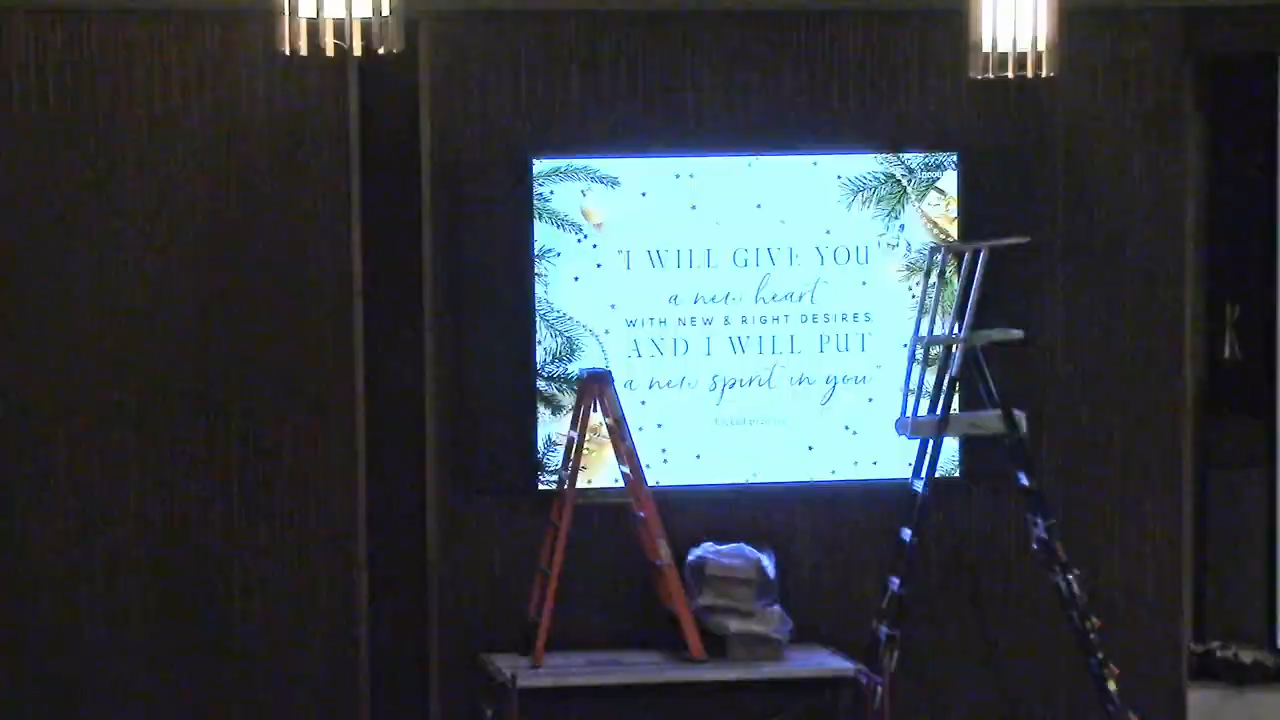 "I WILL GIVE YOU
a new heart
WITH NEW & RIGHT DESIRES
AND I WILL PUT
a new spirit in you"